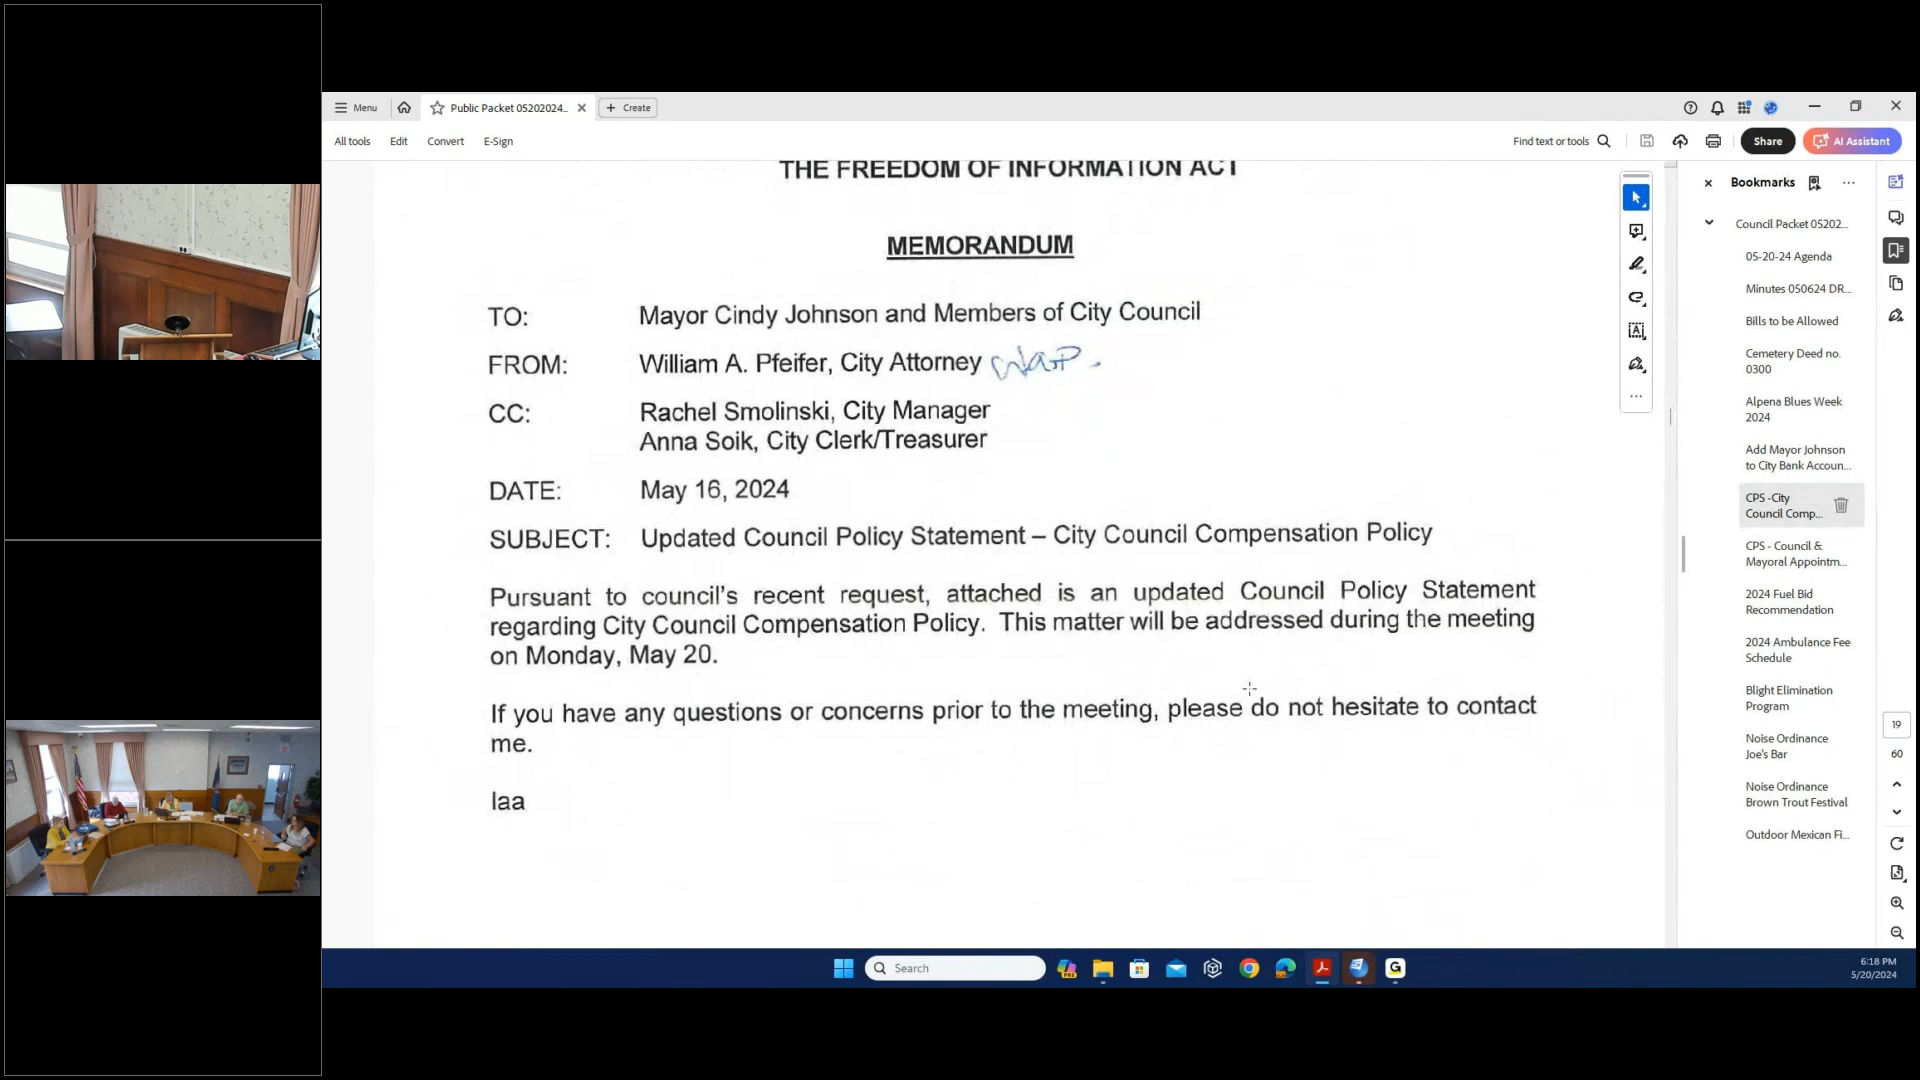 Menu
Public Packet 05202024...
Create
All tools
Edit
Convert
E-Sign
Find text or tools
Share
AI Assistant
THE FREEDOM OF INFORMATION ACT
MEMORANDUM
TO: Mayor Cindy Johnson and Members of City Council
FROM: William A. Pfeifer, City Attorney WAP.
CC: Rachel Smolinski, City Manager
Anna Soik, City Clerk/Treasurer
DATE: May 16, 2024
SUBJECT: Updated Council Policy Statement – City Council Compensation Policy
Pursuant to council's recent request, attached is an updated Council Policy Statement
regarding City Council Compensation Policy. This matter will be addressed during the meeting
on Monday, May 20.
If you have any questions or concerns prior to the meeting, please do not hesitate to contact
me.
laa
Bookmarks
Council Packet 05202...
05-20-24 Agenda
Minutes 050624 DR...
Bills to be Allowed
Cemetery Deed no.
0300
Alpena Blues Week
2024
Add Mayor Johnson
to City Bank Accoun...
CPS -City
Council Comp...
CPS - Council &
Mayoral Appointm...
2024 Fuel Bid
Recommendation
2024 Ambulance Fee
Schedule
Blight Elimination
Program
Noise Ordinance
Joe's Bar
Noise Ordinance
Brown Trout Festival
Outdoor Mexican Fi...
19
60
Search
6:18 PM
5/20/2024